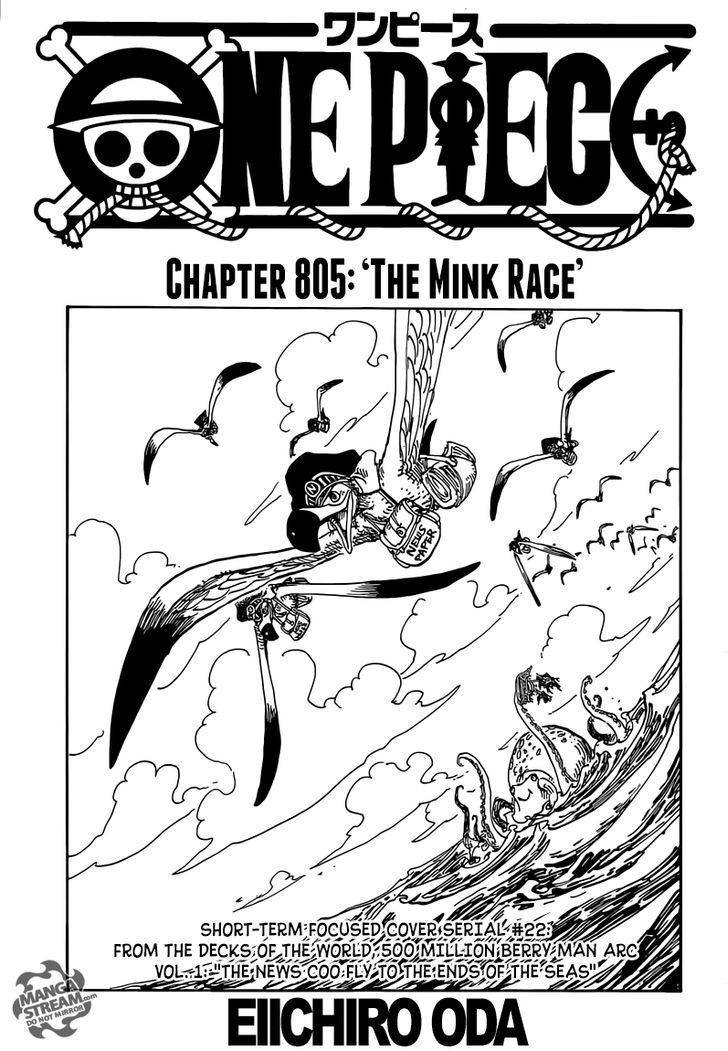 ワンピース
ONE PIECE
CHAPTER 805: ‘THE MINK RACE’
NEWS
PAPER
SHORT-TERM FOCUSED COVER SERIAL #22:
FROM THE DECKS OF THE WORLD, 500 MILLION BERRY MAN ARC
VOL. 1: "THE NEWS COO FLY TO THE ENDS OF THE SEAS"
MANGA
STREAM.com
DO NOT MIRROR
EIICHIRO ODA